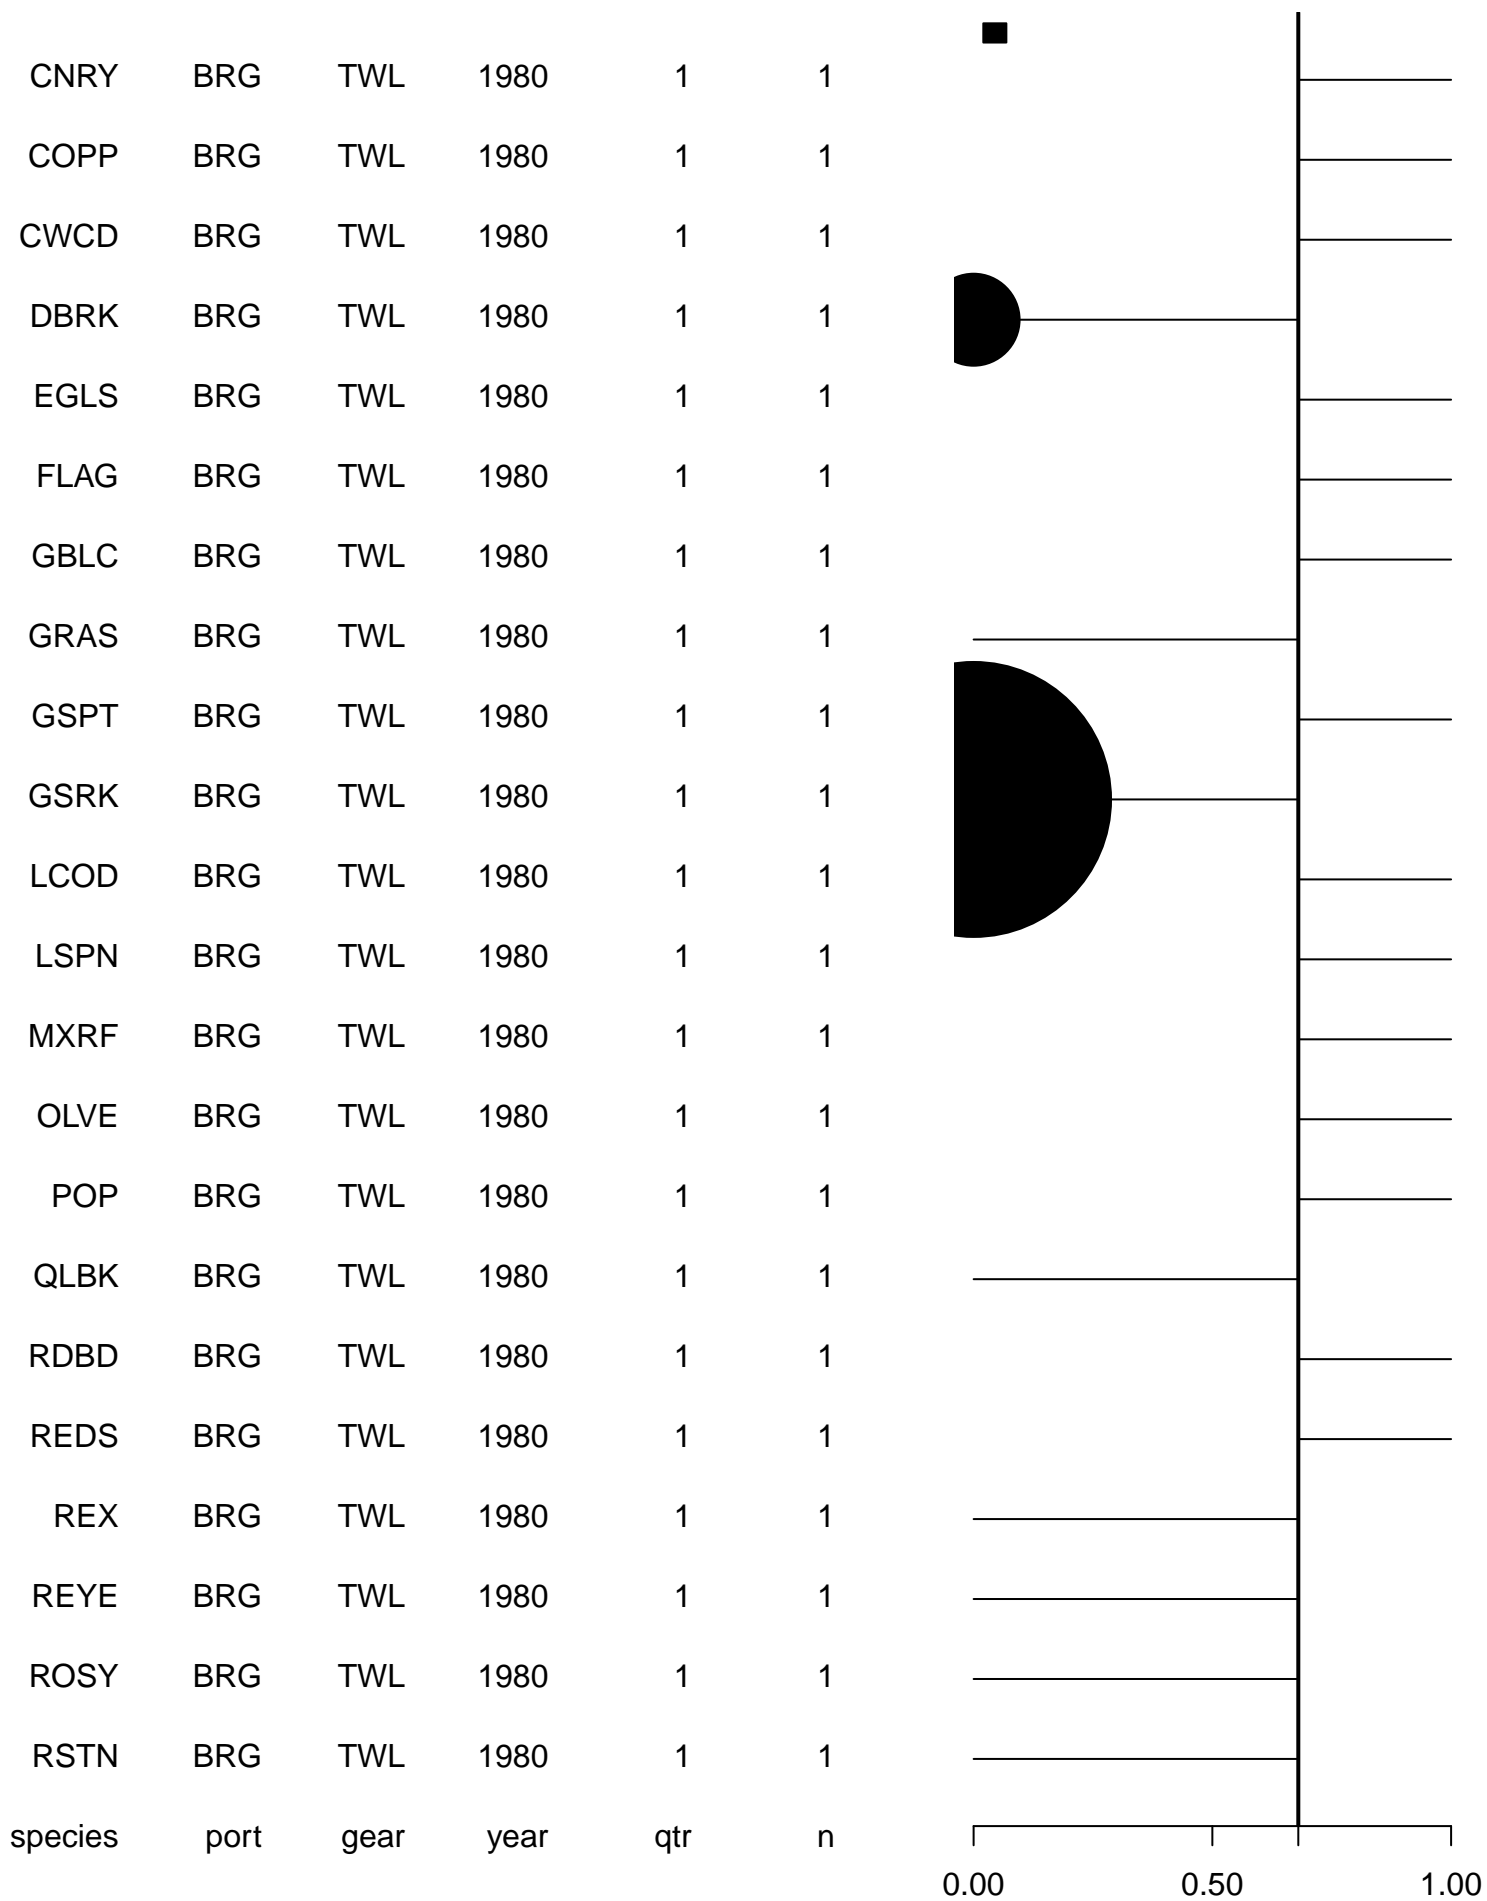 CNRY BRG TWL 1980 1 1
COPP BRG TWL 1980 1 1
CWCD BRG TWL 1980 1 1
DBRK BRG TWL 1980 1 1
EGLS BRG TWL 1980 1 1
FLAG BRG TWL 1980 1 1
GBLC BRG TWL 1980 1 1
GRAS BRG TWL 1980 1 1
GSPT BRG TWL 1980 1 1
GSRK BRG TWL 1980 1 1
LCOD BRG TWL 1980 1 1
LSPN BRG TWL 1980 1 1
MXRF BRG TWL 1980 1 1
OLVE BRG TWL 1980 1 1
POP BRG TWL 1980 1 1
QLBK BRG TWL 1980 1 1
RDBD BRG TWL 1980 1 1
REDS BRG TWL 1980 1 1
REX BRG TWL 1980 1 1
REYE BRG TWL 1980 1 1
ROSY BRG TWL 1980 1 1
RSTN BRG TWL 1980 1 1
species port gear year qtr n
0.00 0.50 1.00